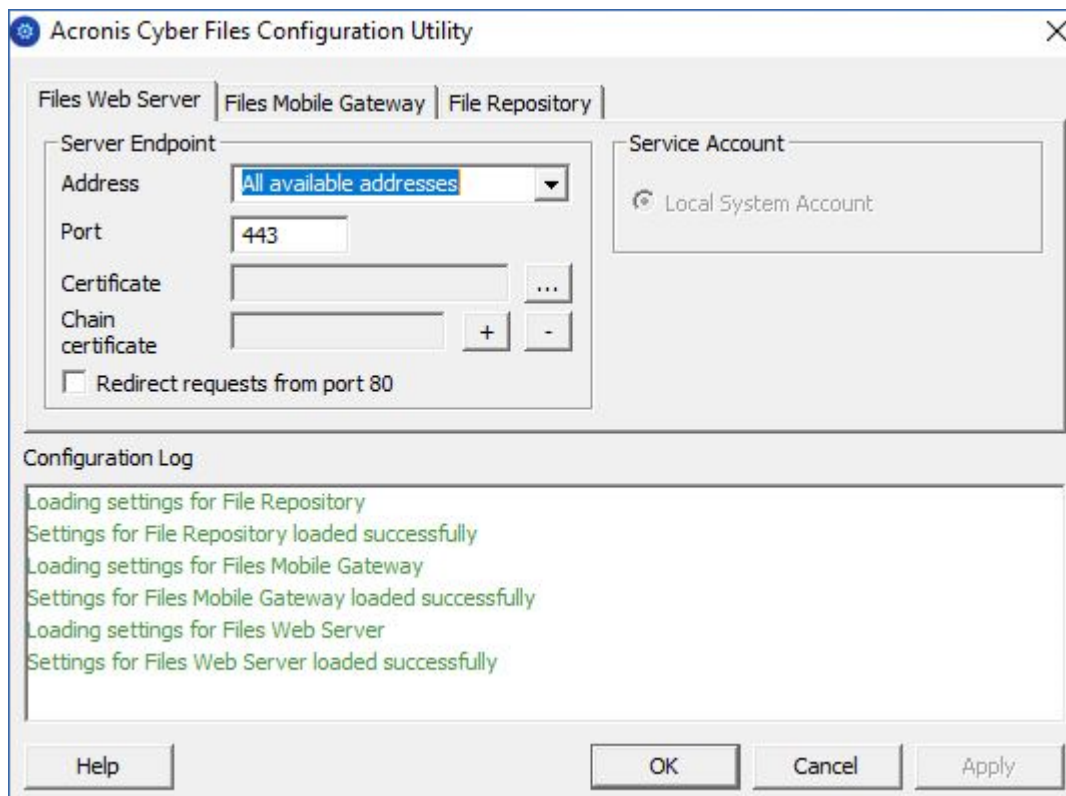 Acronis Cyber Files Configuration Utility
Files Web Server
Files Mobile Gateway
File Repository
Server Endpoint
Address
All available addresses
Port
443
Certificate
...
Chain
certificate
+
-
Redirect requests from port 80
Service Account
Local System Account
Configuration Log
Loading settings for File Repository
Settings for File Repository loaded successfully
Loading settings for Files Mobile Gateway
Settings for Files Mobile Gateway loaded successfully
Loading settings for Files Web Server
Settings for Files Web Server loaded successfully
Help
OK
Cancel
Apply